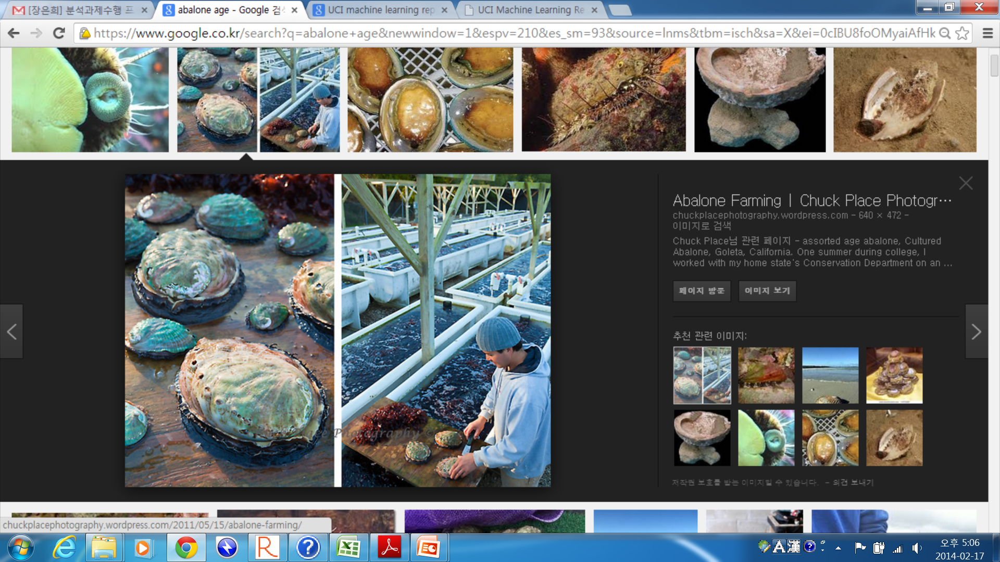 [장은희] 분석과제수행 프
abalone age - Google 검색
UCI machine learning rep
UCI Machine Learning Re
https://www.google.co.kr/search?q=abalone+age&newwindow=1&espv=210&es_sm=93&source=lnms&tbm=isch&sa=X&ei=0cIBU8foOMyaiAfHk
Abalone Farming | Chuck Place Photogr…
chuckplacephotography.wordpress.com - 640 × 472 -
이미지로 검색
Chuck Place님 관련 페이지 - assorted age abalone, Cultured
Abalone, Goleta, California. One summer during college, I
worked with my home state's Conservation Department on an ...
페이지 방문
이미지 보기
추천 관련 이미지:
Photography ©
저작권 보호를 받는 이미지일 수 있습니다. - 의견 보내기
chuckplacephotography.wordpress.com/2011/05/15/abalone-farming/
A 漢
오후 5:06
2014-02-17